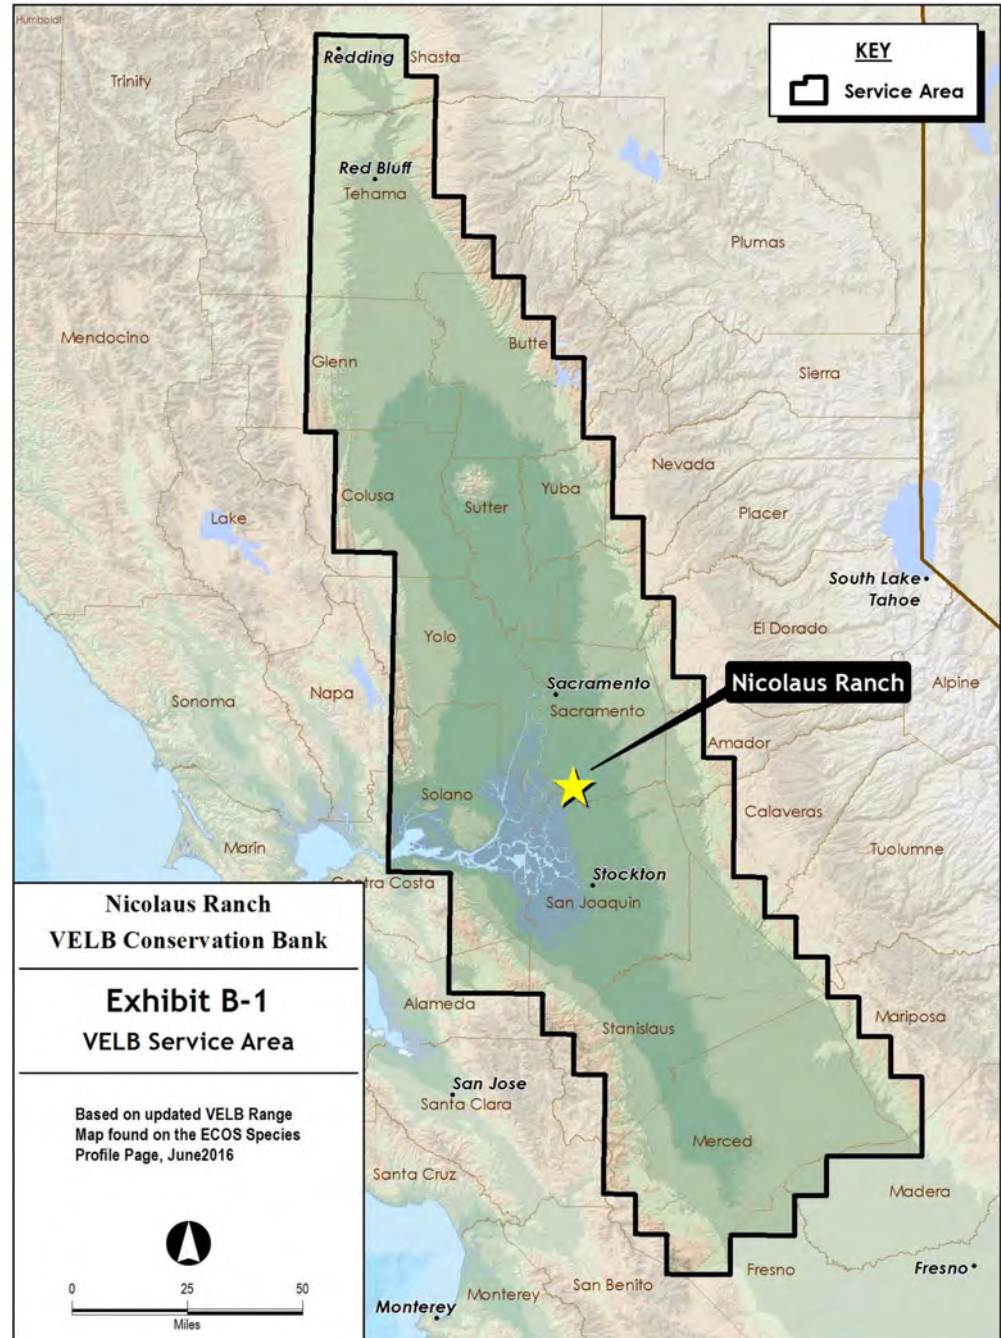 Humboldt
Redding
Shasta
KEY
Service Area
Trinity
Red Bluff
Tehama
Plumas
Mendocino
Glenn
Butte
Sierra
Nevada
Colusa
Sutter
Yuba
Lake
Placer
South Lake
Tahoe
El Dorado
Yolo
Sonoma
Napa
Sacramento
Sacramento
Nicolaus Ranch
Alpine
Amador
Solano
Calaveras
Marin
Tuolumne
Contra Costa
Stockton
San Joaquin
Nicolaus Ranch
VELB Conservation Bank
Exhibit B-1
VELB Service Area
Alameda
Stanislaus
Mariposa
San Jose
Santa Clara
Based on updated VELB Range
Map found on the ECOS Species
Profile Page, June2016
Merced
Santa Cruz
Madera
Fresno
Fresno
San Benito
Monterey
Monterey
0 25 50
Miles